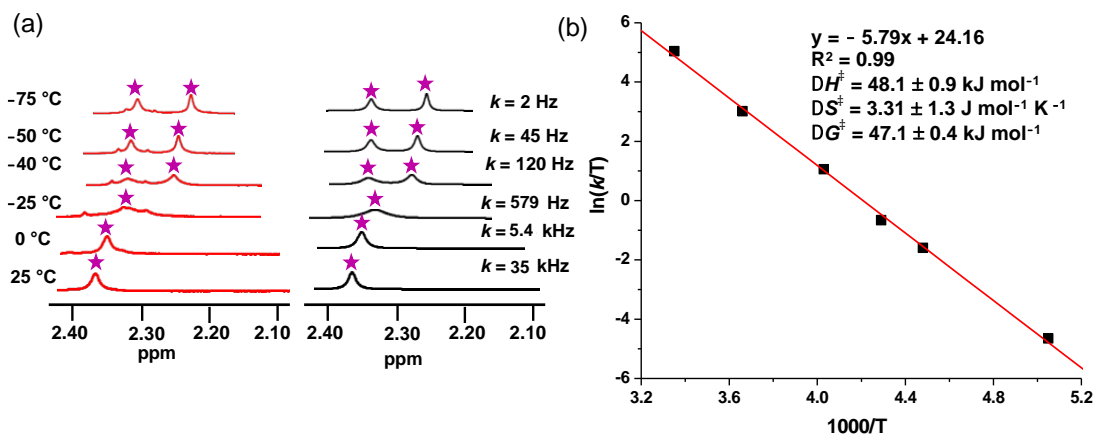 (a)
−75 °C
−50 °C
−40 °C
−25 °C
0 °C
25 °C
2.40 2.30 2.20 2.10
ppm
k = 2 Hz
k = 45 Hz
k = 120 Hz
k = 579 Hz
k = 5.4 kHz
k = 35 kHz
2.40 2.30 2.20 2.10
ppm
(b)
y = − 5.79x + 24.16
R² = 0.99
DH‡ = 48.1 ± 0.9 kJ mol⁻¹
DS‡ = 3.31 ± 1.3 J mol⁻¹ K⁻¹
DG‡ = 47.1 ± 0.4 kJ mol⁻¹
ln(k/T)
6
4
2
0
-2
-4
-6
3.2 3.6 4.0 4.4 4.8 5.2
1000/T